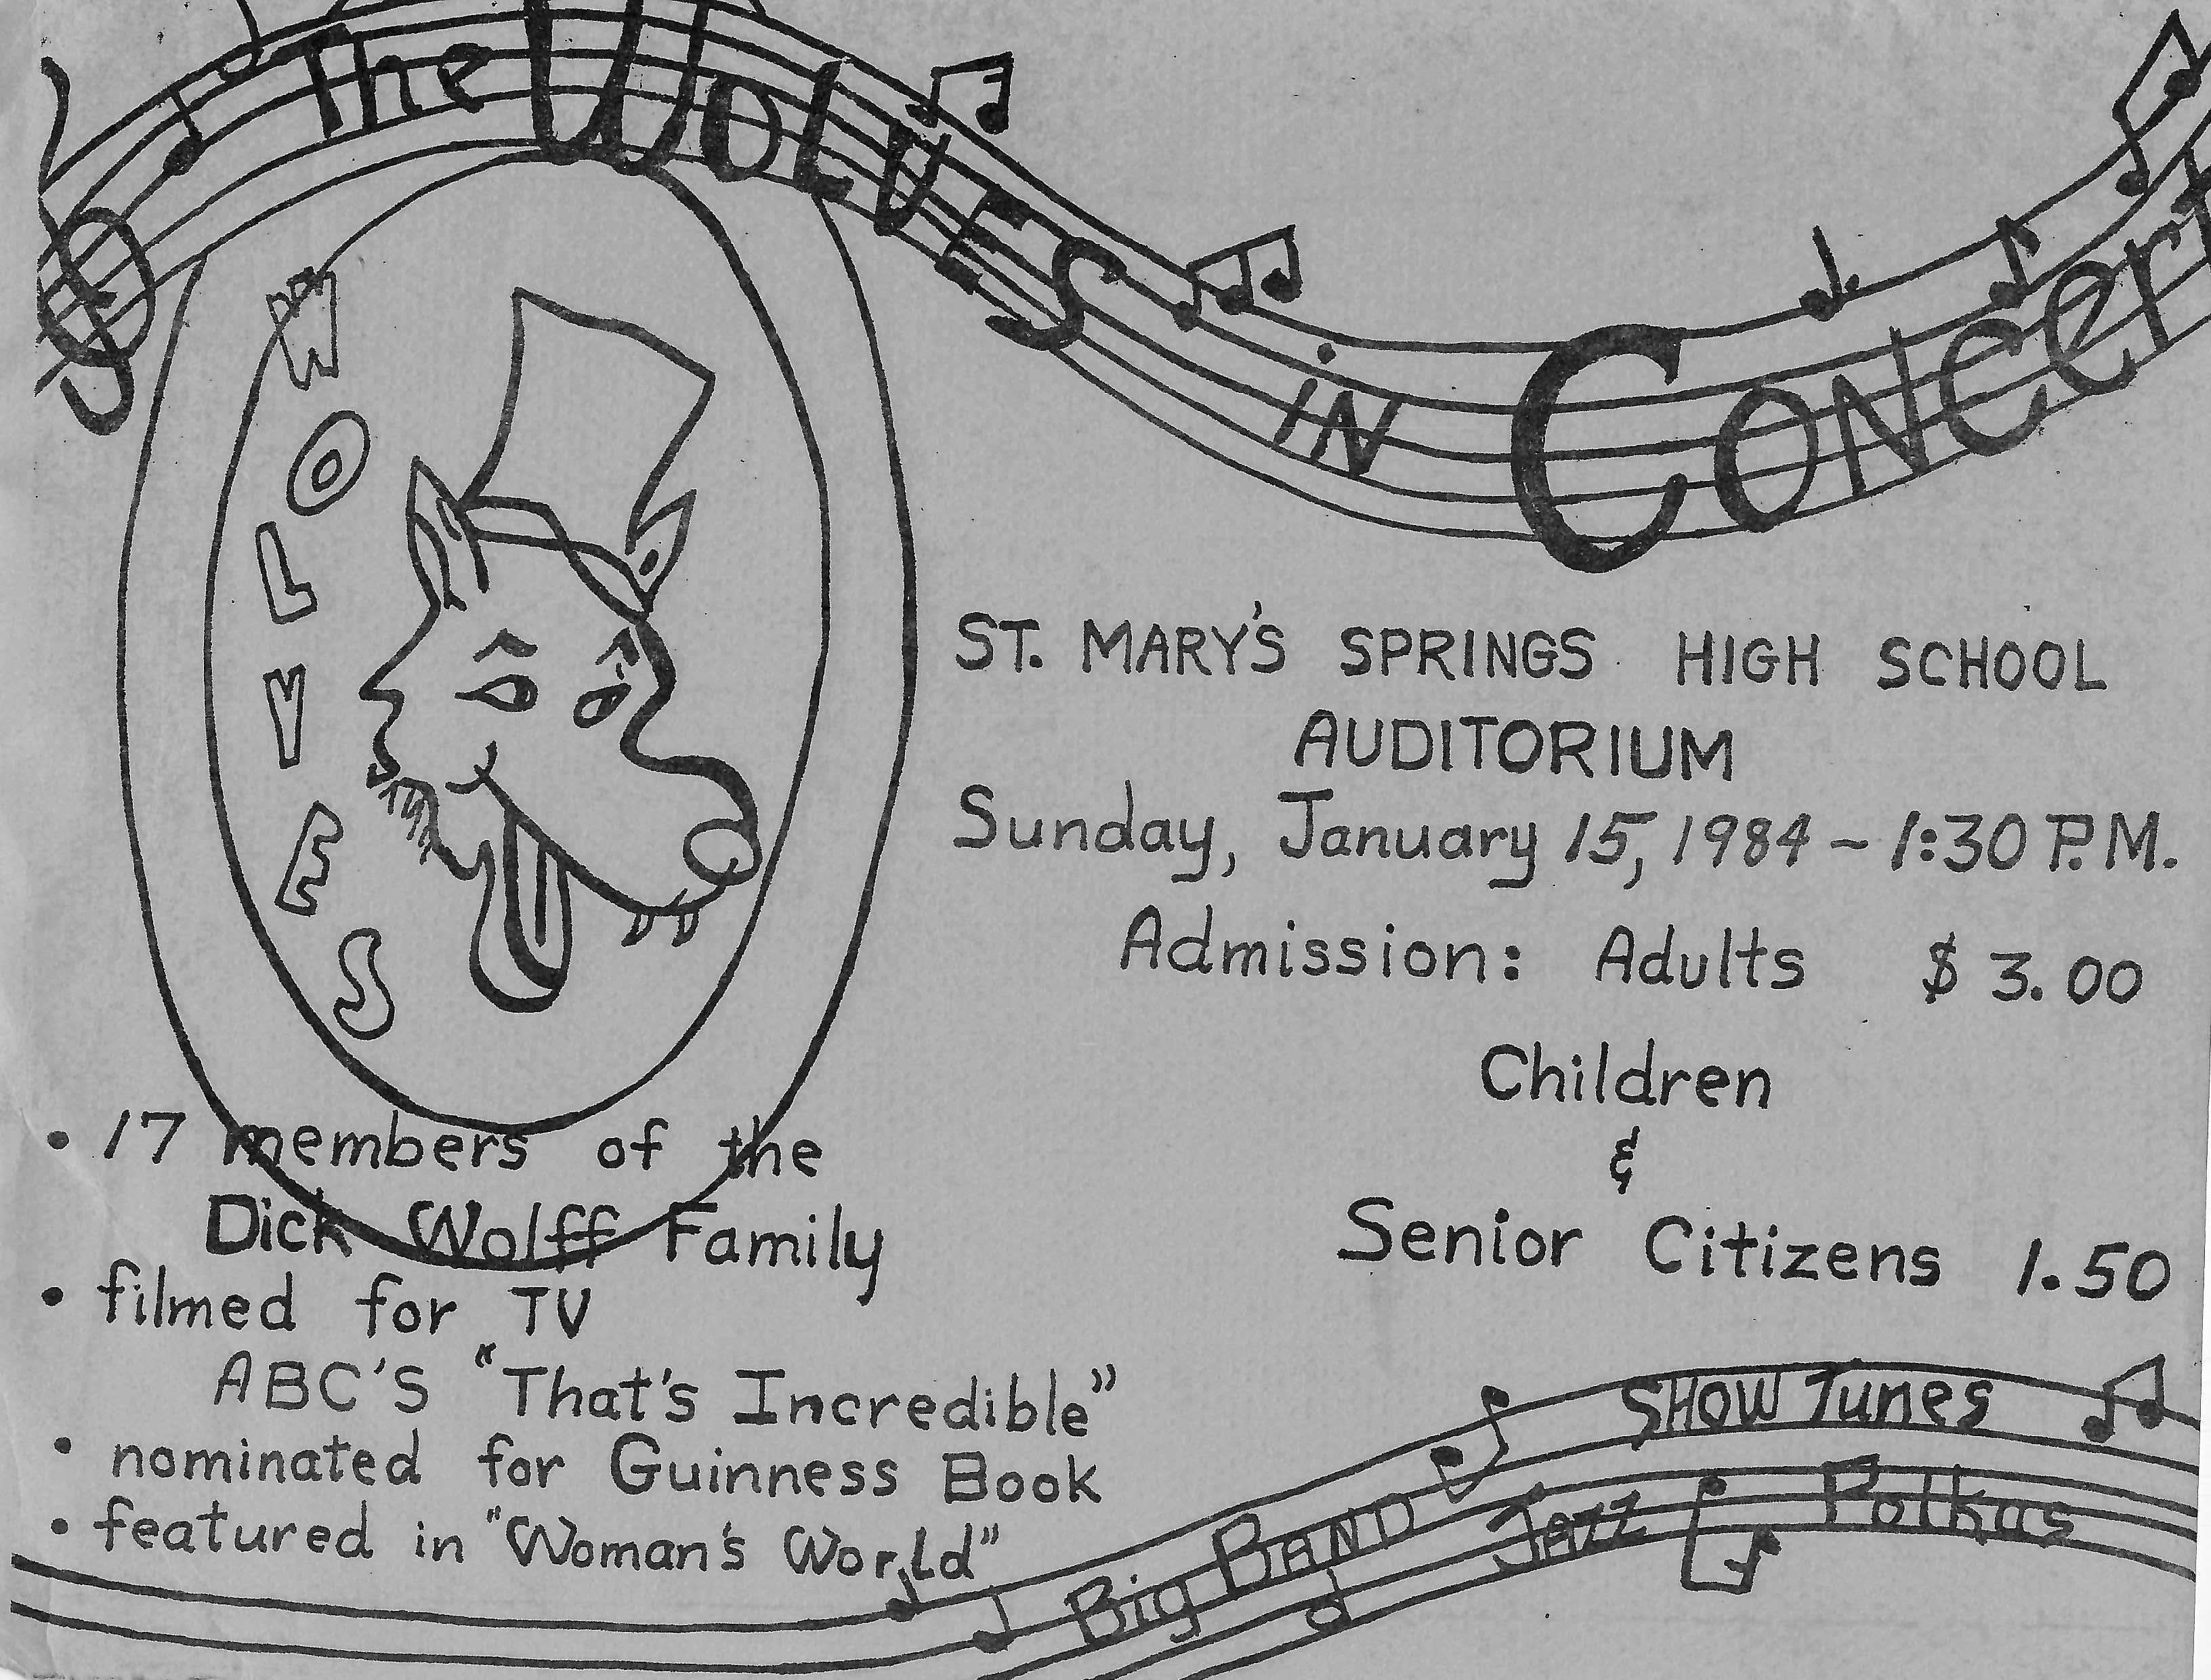 The WOLVES in Concert
W
O
L
V
E
S
ST. MARY'S SPRINGS HIGH SCHOOL
AUDITORIUM
Sunday, January 15, 1984 ~ 1:30 P.M.
Admission: Adults $ 3.00
Children
&
Senior Citizens 1.50
• 17 members of the
Dick Wolff Family
• filmed for TV
ABC'S "That's Incredible"
• nominated for Guinness Book
• featured in "Woman's World"
SHOW Tunes
Big BAND Jazz Polkas